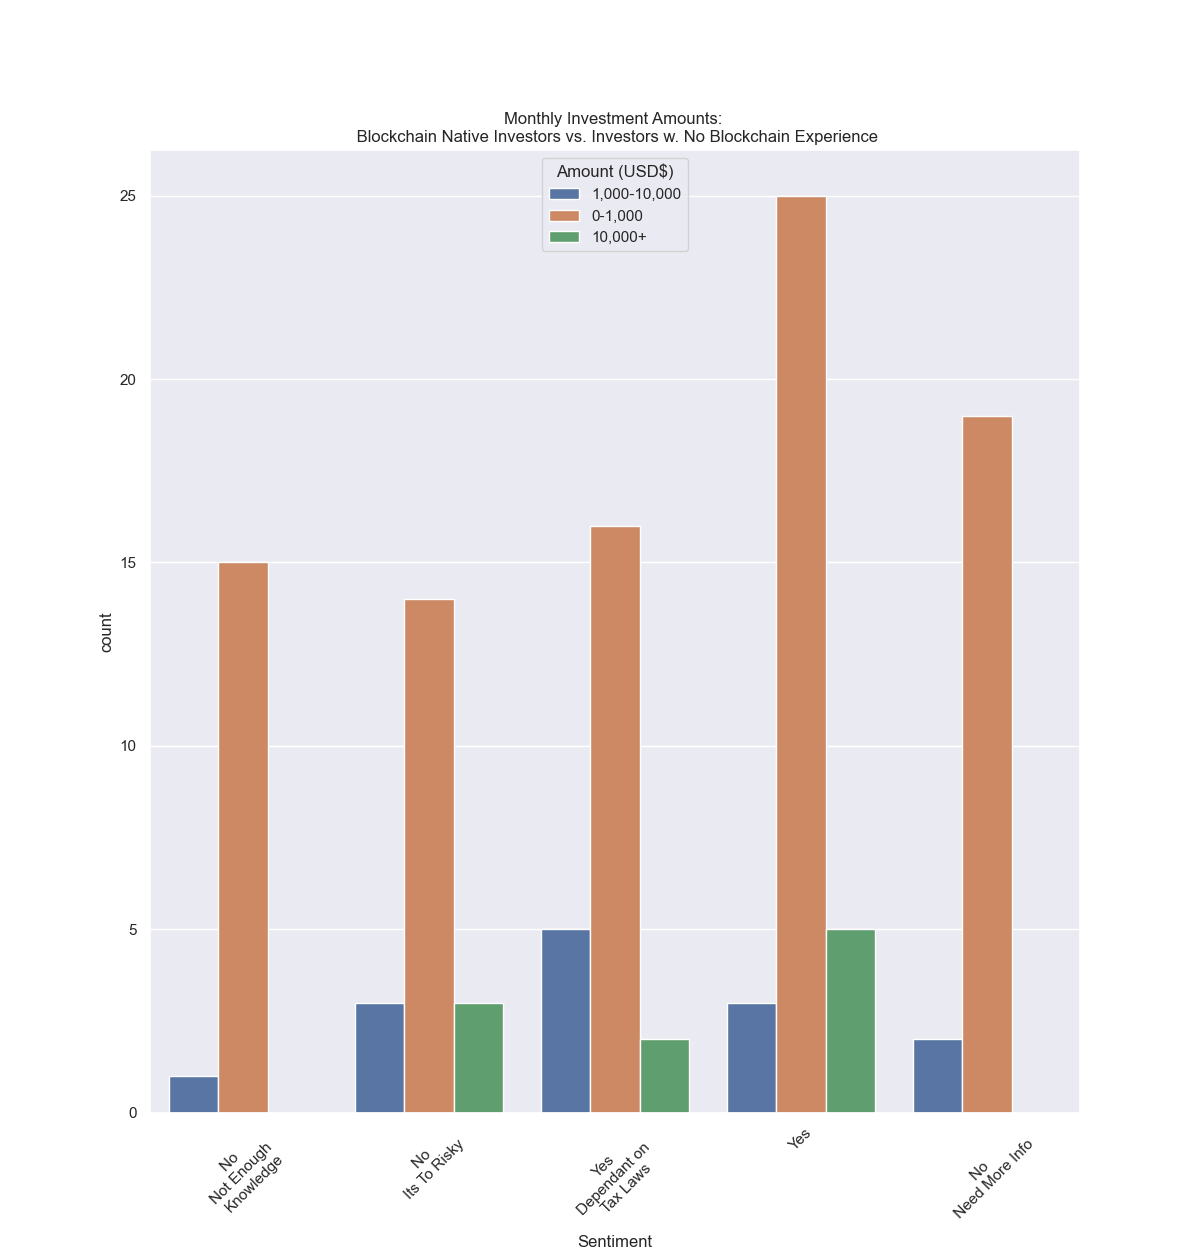 Monthly Investment Amounts:
Blockchain Native Investors vs. Investors w. No Blockchain Experience
Amount (USD$)
1,000-10,000
0-1,000
10,000+
25
20
15
10
5
0
count
No
Not Enough
Knowledge
No
Its To Risky
Yes
Dependant on
Tax Laws
Yes
No
Need More Info
Sentiment